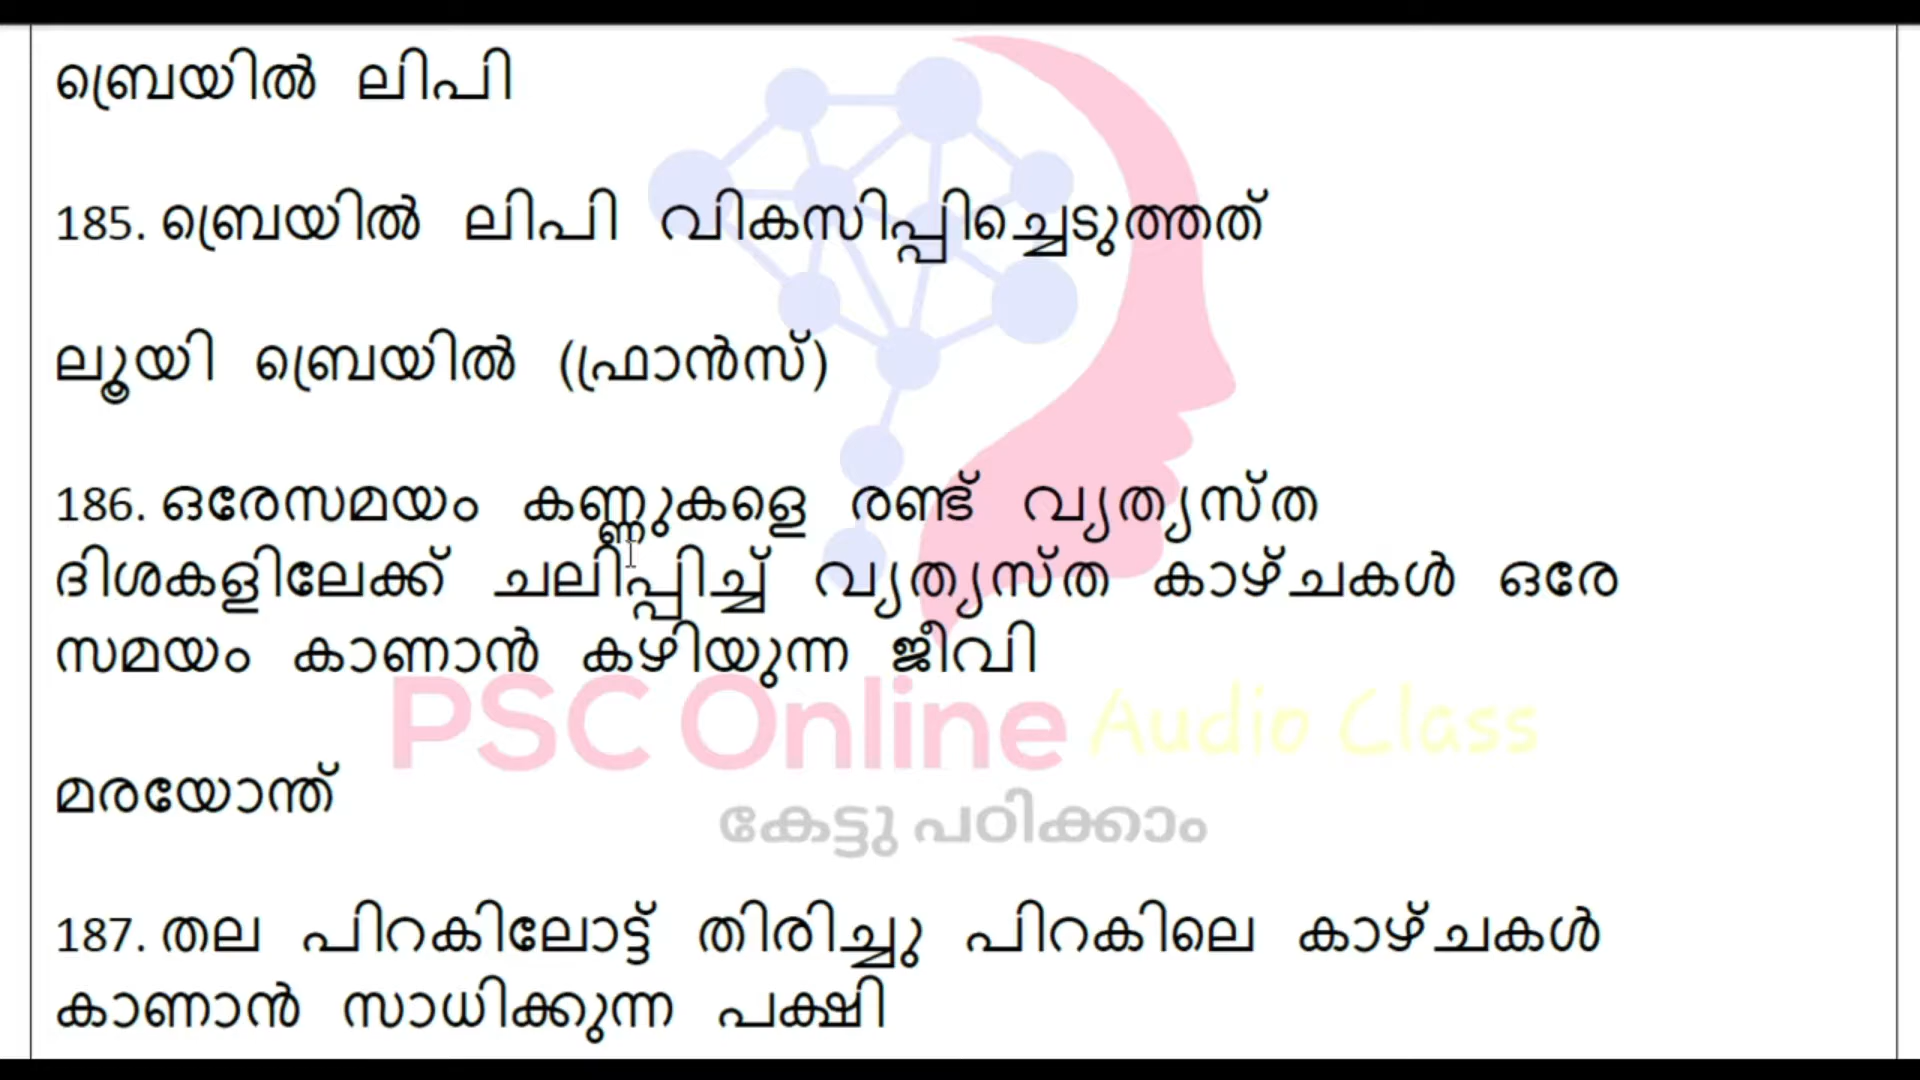 ബ്രെയിൽ ലിപി
185. ബ്രെയിൽ ലിപി വികസിപ്പിച്ചെടുത്തത്
ലൂയി ബ്രെയിൽ (ഫ്രാൻസ്)
186. ഒരേസമയം കണ്ണുകളെ രണ്ട് വ്യത്യസ്ത
ദിശകളിലേക്ക് ചലിപ്പിച്ച് വ്യത്യസ്ത കാഴ്ചകൾ ഒരേ
സമയം കാണാൻ കഴിയുന്ന ജീവി
PSC Online Audio Class
മരയോന്ത്
കേട്ടു പഠിക്കാം
187. തല പിറകിലോട്ട് തിരിച്ചു പിറകിലെ കാഴ്ചകൾ
കാണാൻ സാധിക്കുന്ന പക്ഷി